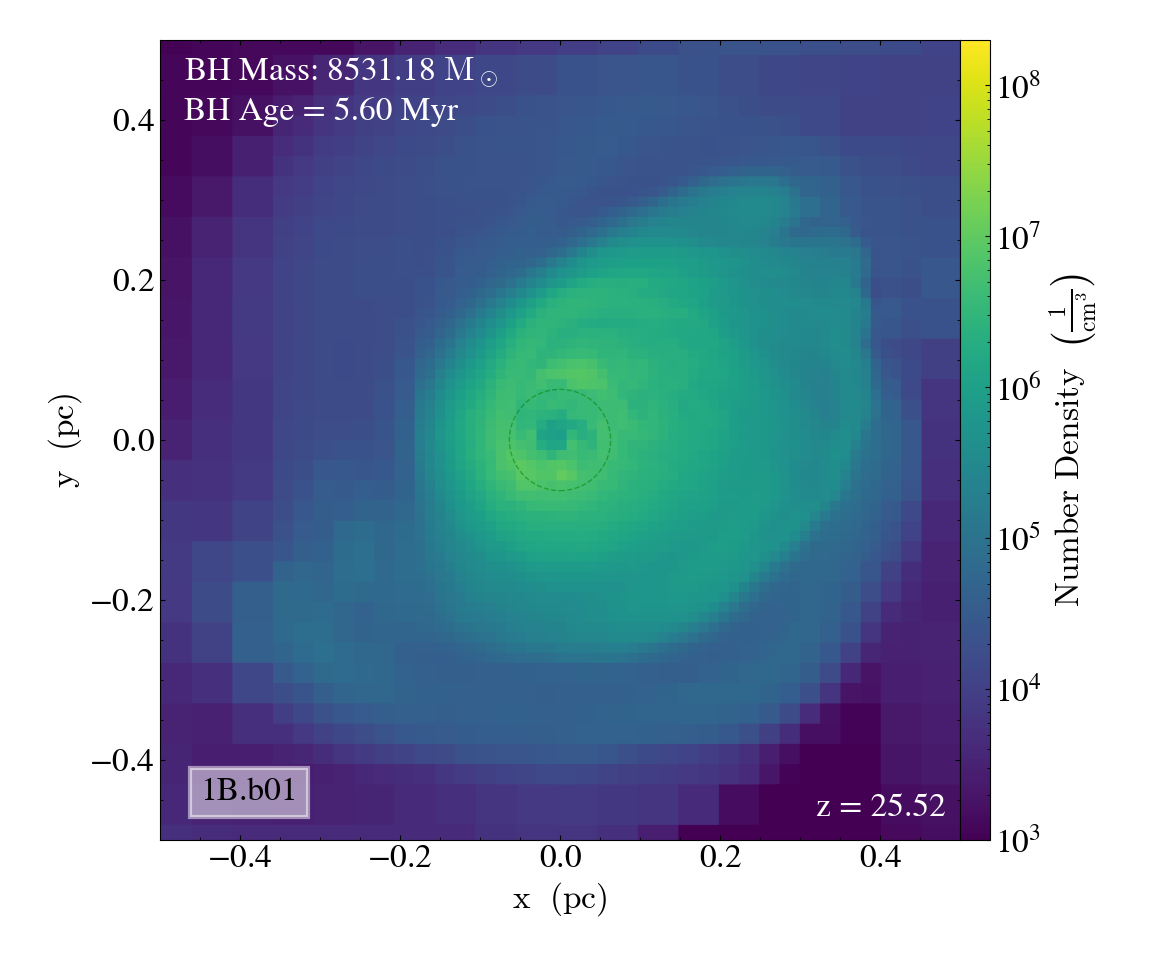 BH Mass: 8531.18 M⊙
BH Age = 5.60 Myr
0.4
0.2
0.0
−0.2
−0.4
y (pc)
1B.b01
z = 25.52
−0.4 −0.2 0.0 0.2 0.4
x (pc)
10⁸
10⁷
10⁶
10⁵
10⁴
10³
Number Density (1/cm³)